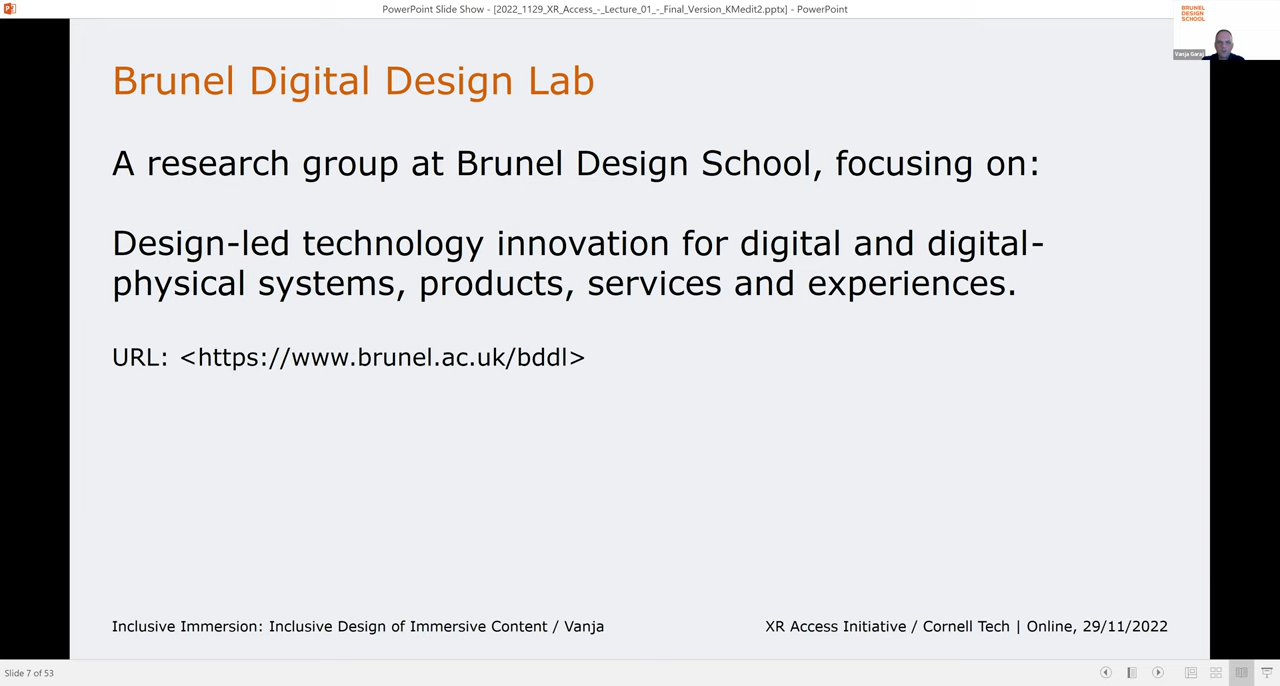 PowerPoint Slide Show - [2022_1129_XR_Access_-_Lecture_01_-_Final_Version_KMedit2.pptx] - PowerPoint
BRUNEL
DESIGN
SCHOOL
Vanja Garaj
Brunel Digital Design Lab
A research group at Brunel Design School, focusing on:
Design-led technology innovation for digital and digital-
physical systems, products, services and experiences.
URL: <https://www.brunel.ac.uk/bddl>
Inclusive Immersion: Inclusive Design of Immersive Content / Vanja
XR Access Initiative / Cornell Tech | Online, 29/11/2022
Slide 7 of 53